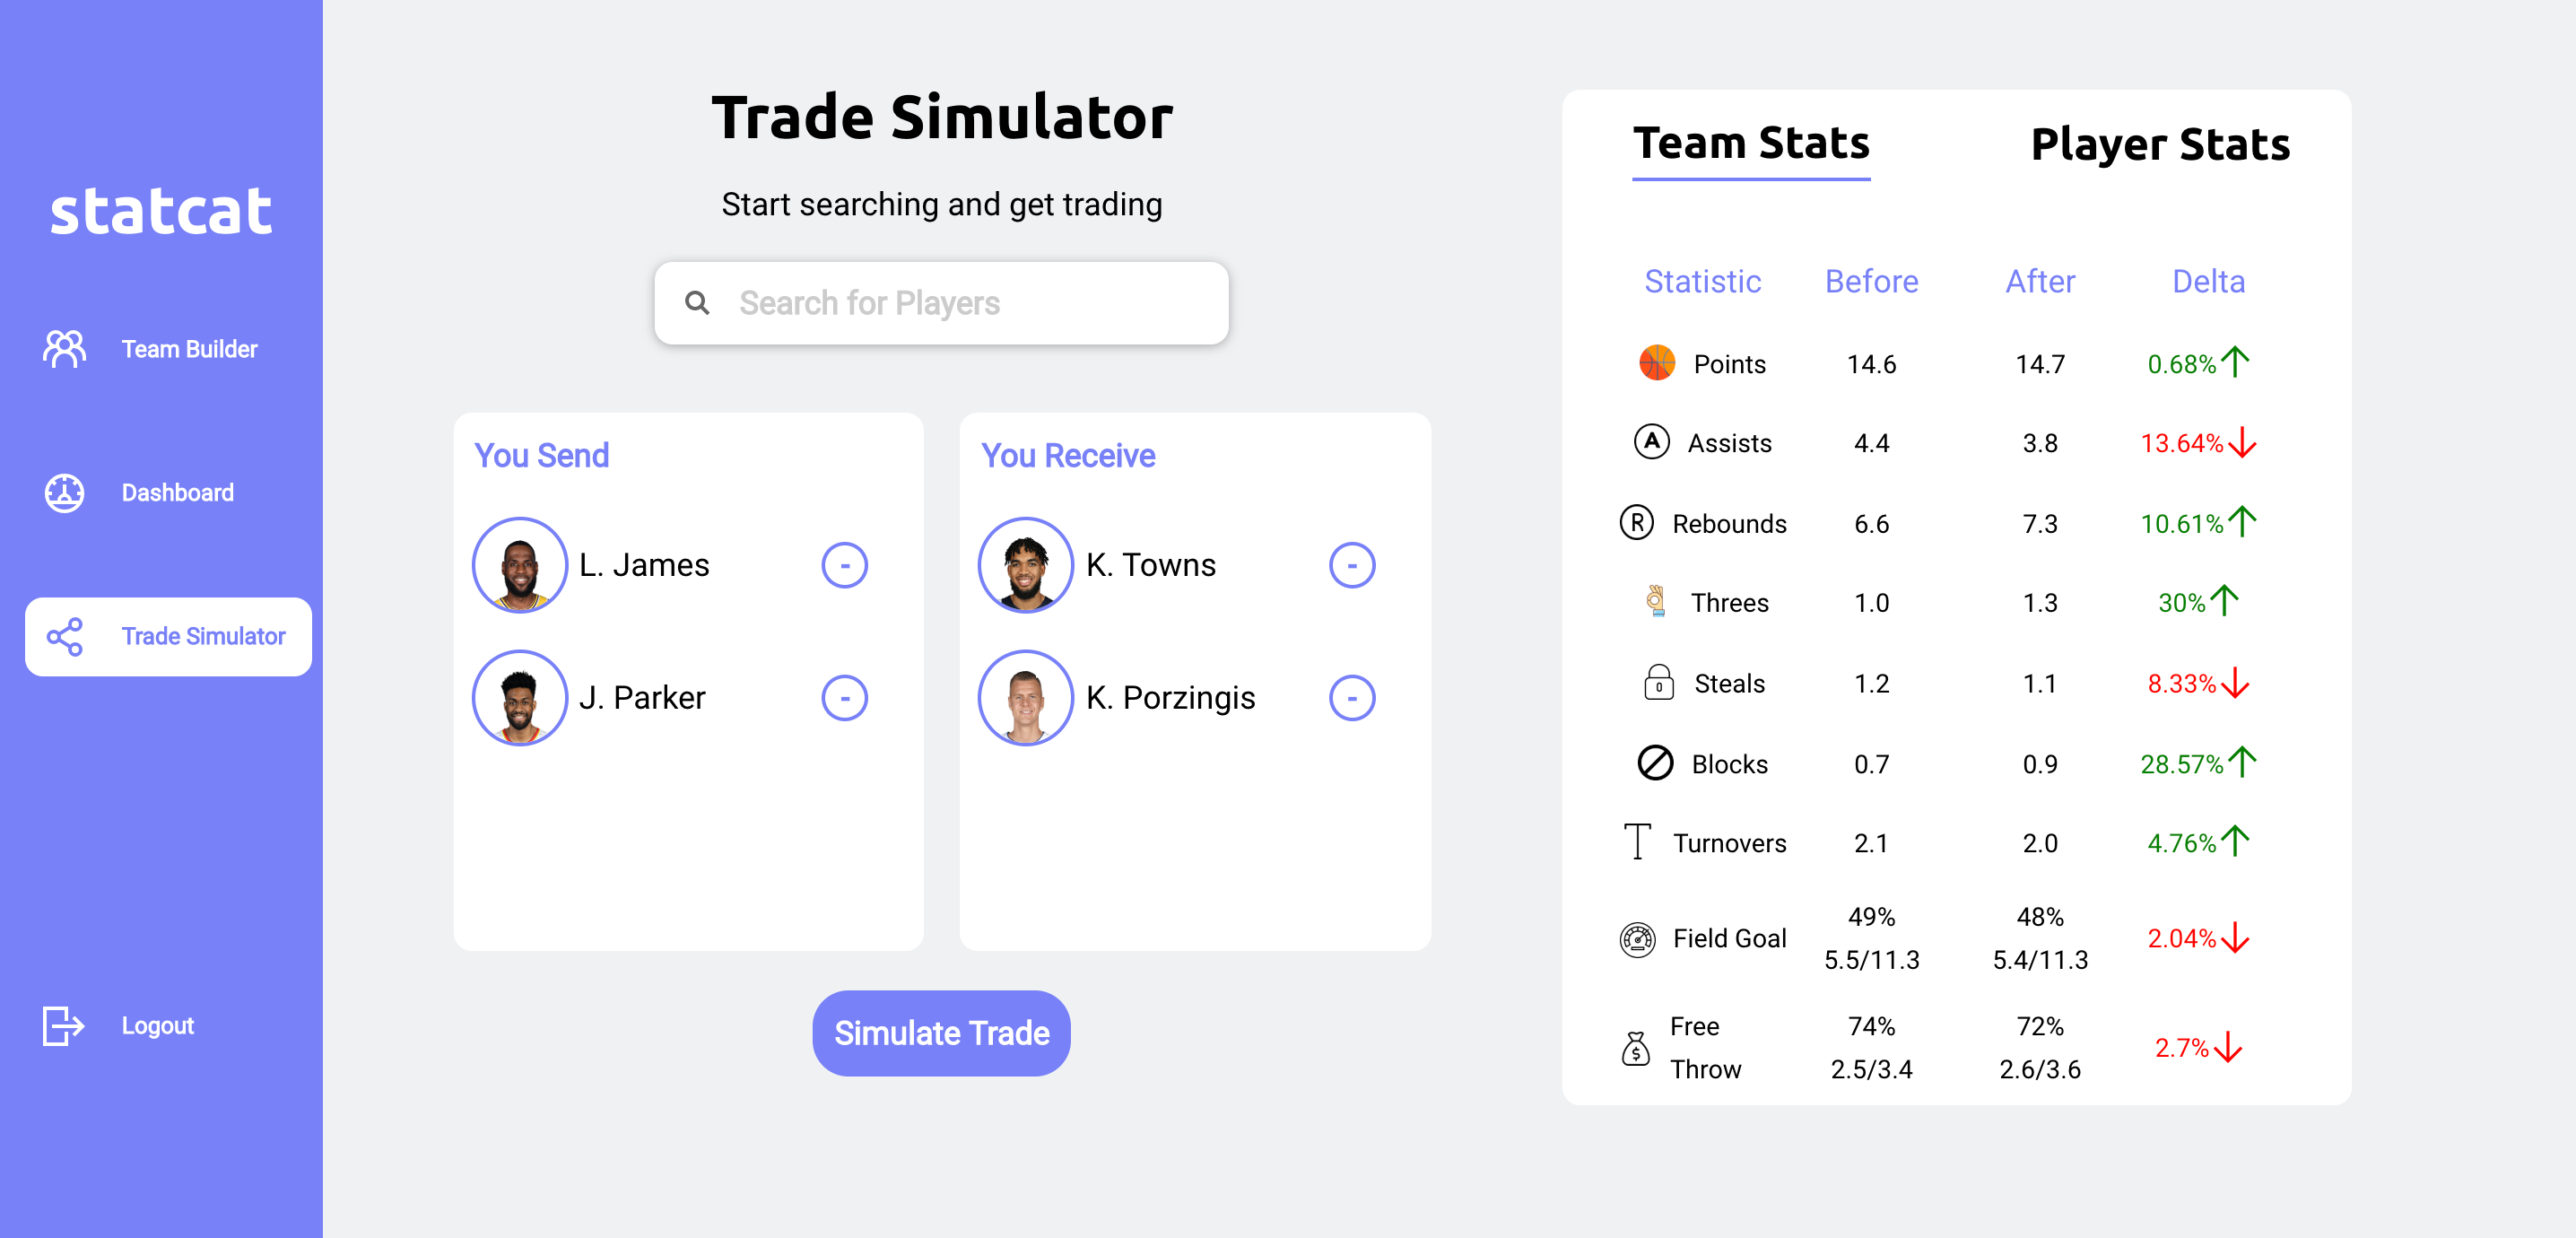 statcat
Team Builder
Dashboard
Trade Simulator
Logout
Trade Simulator
Start searching and get trading
Search for Players
You Send
L. James -
J. Parker -
You Receive
K. Towns -
K. Porzingis -
Simulate Trade
Team Stats Player Stats
Statistic Before After Delta
Points 14.6 14.7 0.68%
A Assists 4.4 3.8 13.64%
R Rebounds 6.6 7.3 10.61%
Threes 1.0 1.3 30%
0 Steals 1.2 1.1 8.33%
Blocks 0.7 0.9 28.57%
T Turnovers 2.1 2.0 4.76%
49% 48%
Field Goal 2.04%
5.5/11.3 5.4/11.3
Free 74% 72%
$ 2.7%
Throw 2.5/3.4 2.6/3.6